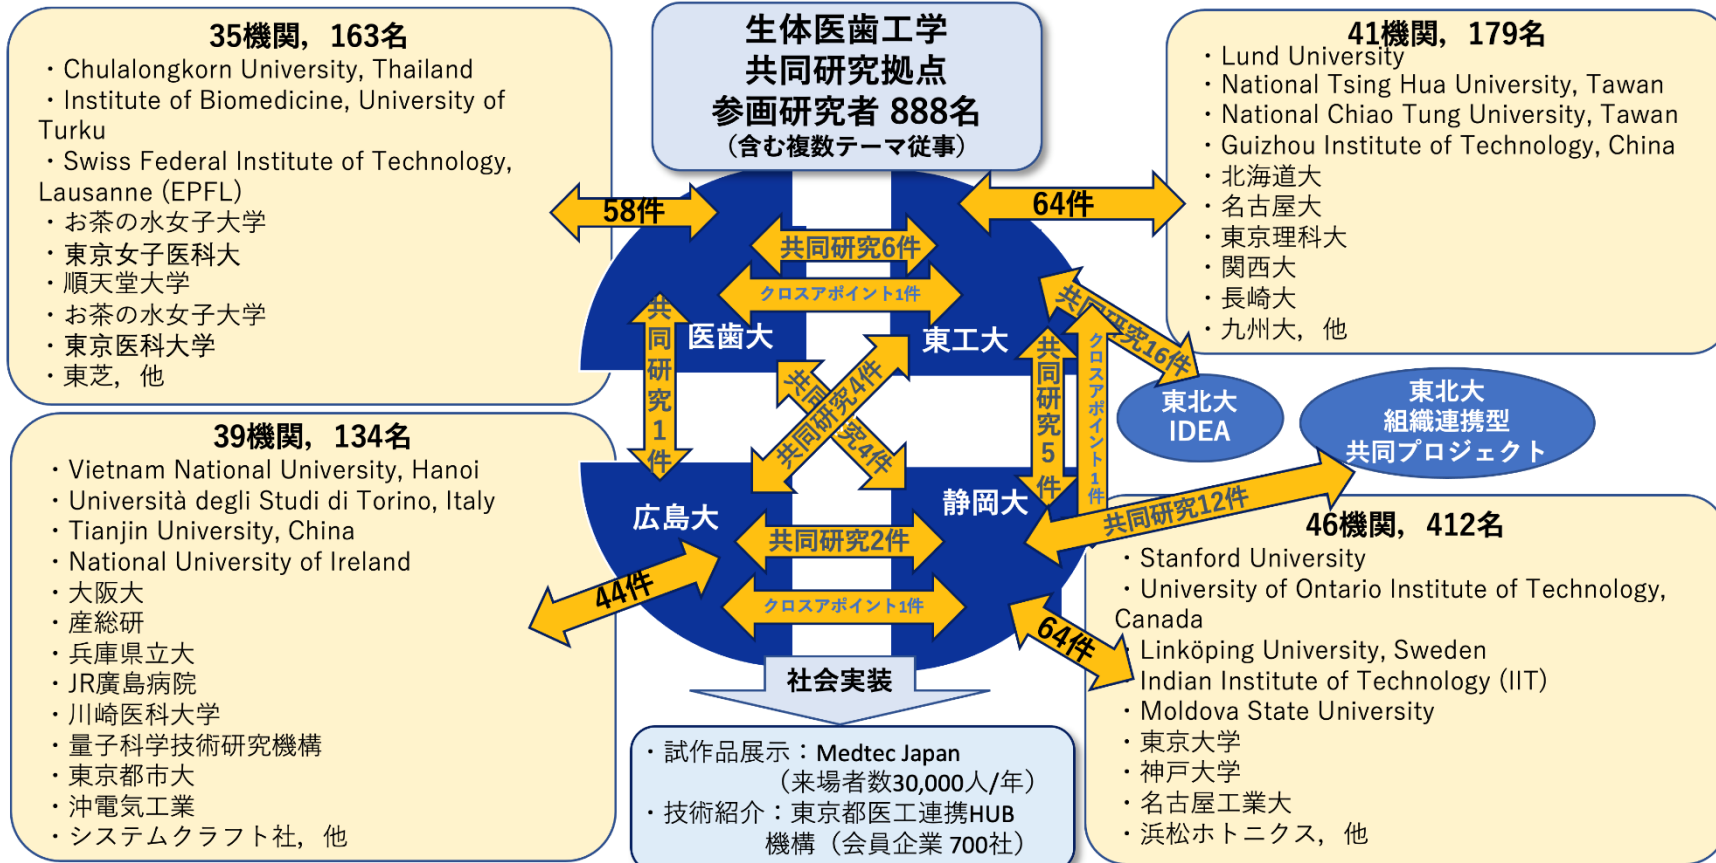 35機関，163名
・Chulalongkorn University, Thailand
・Institute of Biomedicine, University of
Turku
・Swiss Federal Institute of Technology,
Lausanne (EPFL)
・お茶の水女子大学
・東京女子医科大
・順天堂大学
・お茶の水女子大学
・東京医科大学
・東芝，他
生体医歯工学
共同研究拠点
参画研究者 888名
（含む複数テーマ従事）
41機関，179名
・Lund University
・National Tsing Hua University, Tawan
・National Chiao Tung University, Tawan
・Guizhou Institute of Technology, China
・北海道大
・名古屋大
・東京理科大
・関西大
・長崎大
・九州大，他
58件
64件
共同研究6件
クロスアポイント1件
医歯大
東工大
共同研究16件
共同研究1件
共同研究4件
共同研究4件
共同研究5件
クロスアポイント1件
東北大
IDEA
東北大
組織連携型
共同プロジェクト
39機関，134名
・Vietnam National University, Hanoi
・Università degli Studi di Torino, Italy
・Tianjin University, China
・National University of Ireland
・大阪大
・産総研
・兵庫県立大
・JR廣島病院
・川崎医科大学
・量子科学技術研究機構
・東京都市大
・沖電気工業
・システムクラフト社，他
広島大
静岡大
共同研究2件
クロスアポイント1件
共同研究12件
44件
64件
46機関，412名
・Stanford University
・University of Ontario Institute of Technology,
Canada
・Linköping University, Sweden
・Indian Institute of Technology (IIT)
・Moldova State University
・東京大学
・神戸大学
・名古屋工業大
・浜松ホトニクス，他
社会実装
・試作品展示：Medtec Japan
（来場者数30,000人/年）
・技術紹介：東京都医工連携HUB
機構（会員企業 700社）